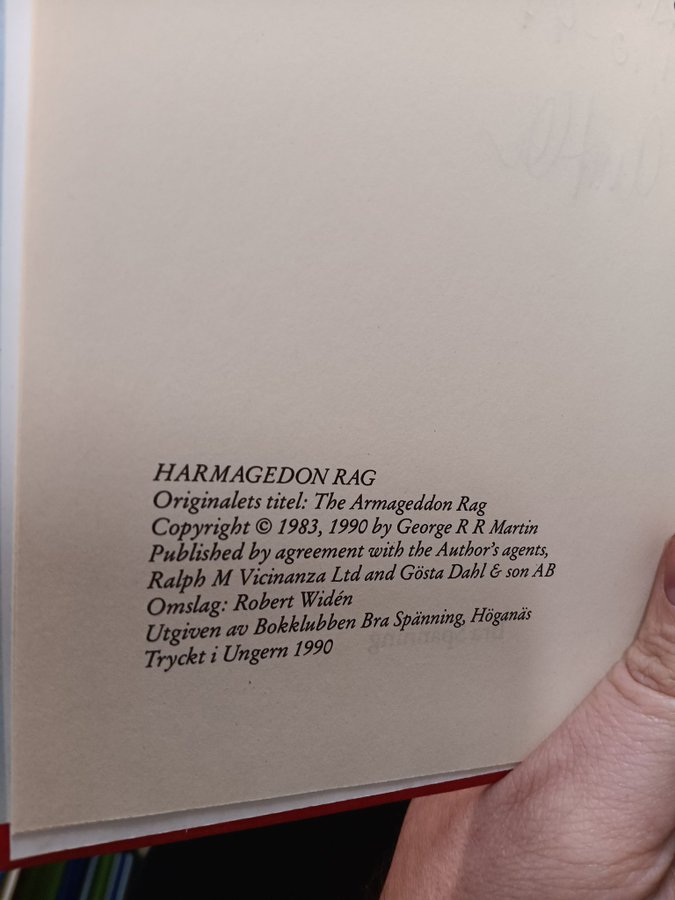 HARMAGEDON RAG
Originalets titel: The Armageddon Rag
Copyright © 1983, 1990 by George R R Martin
Published by agreement with the Author's agents,
Ralph M Vicinanza Ltd and Gösta Dahl & son AB
Omslag: Robert Widén
Utgiven av Bokklubben Bra Spänning, Höganäs
Tryckt i Ungern 1990